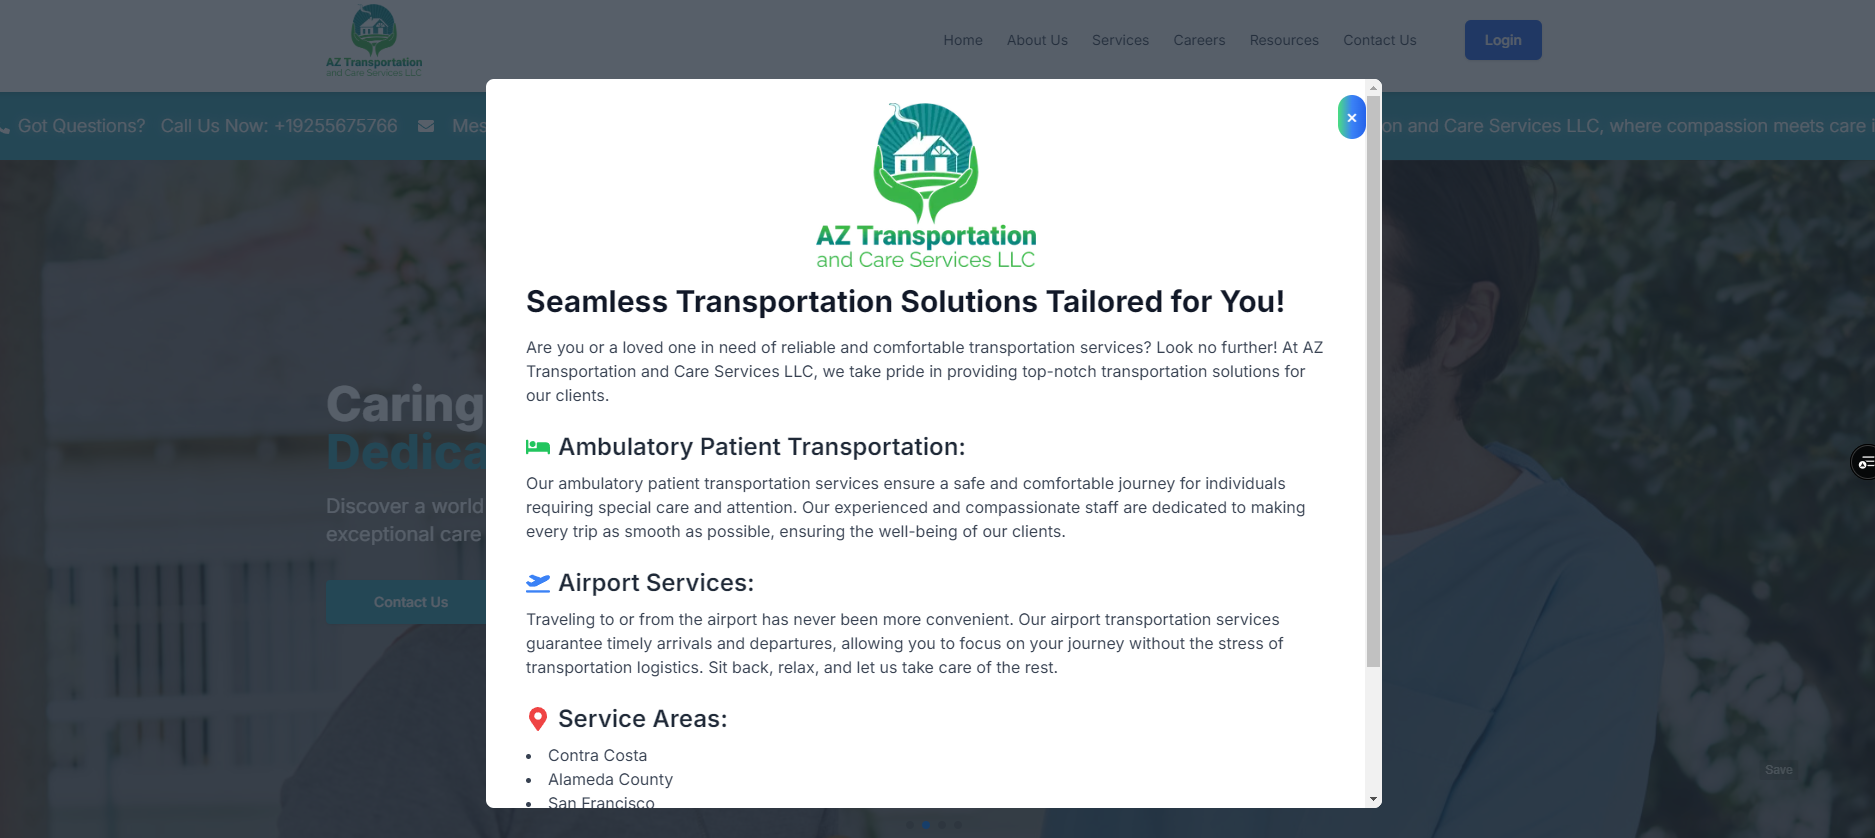 AZ Transportation
and Care Services LLC
Home About Us Services Careers Resources Contact Us Login
Got Questions? Call Us Now: +19255675766 Mes
on and Care Services LLC, where compassion meets care i
×
AZ Transportation
and Care Services LLC
Seamless Transportation Solutions Tailored for You!
Are you or a loved one in need of reliable and comfortable transportation services? Look no further! At AZ
Transportation and Care Services LLC, we take pride in providing top-notch transportation solutions for
our clients.
Ambulatory Patient Transportation:
Our ambulatory patient transportation services ensure a safe and comfortable journey for individuals
requiring special care and attention. Our experienced and compassionate staff are dedicated to making
every trip as smooth as possible, ensuring the well-being of our clients.
Airport Services:
Traveling to or from the airport has never been more convenient. Our airport transportation services
guarantee timely arrivals and departures, allowing you to focus on your journey without the stress of
transportation logistics. Sit back, relax, and let us take care of the rest.
Service Areas:
• Contra Costa
• Alameda County
• San Francisco
Caring
Dedica
Discover a world
exceptional care
Contact Us
Save